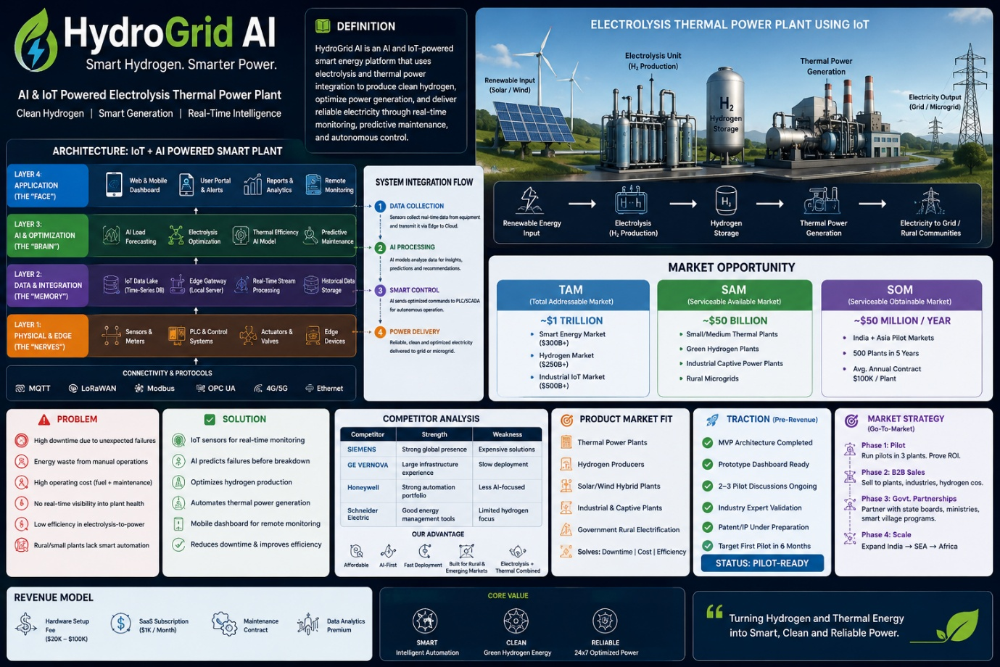 HydroGrid AI
Smart Hydrogen. Smarter Power.
AI & IoT Powered Electrolysis Thermal Power Plant
Clean Hydrogen | Smart Generation | Real-Time Intelligence
DEFINITION
HydroGrid AI is an AI and IoT-powered
smart energy platform that uses
electrolysis and thermal power
integration to produce clean hydrogen,
optimize power generation, and deliver
reliable electricity through real-time
monitoring, predictive maintenance,
and autonomous control.
ELECTROLYSIS THERMAL POWER PLANT USING IoT
Renewable Input
(Solar / Wind)
Electrolysis Unit
(H₂ Production)
H₂
Hydrogen
Storage
Thermal Power
Generation
Electricity Output
(Grid / Microgrid)
Renewable Energy
Input
H··h
Electrolysis
(H₂ Production)
H₂
Hydrogen
Storage
Thermal Power
Generation
Electricity to Grid /
Rural Communities
ARCHITECTURE: IoT + AI POWERED SMART PLANT
LAYER 4:
APPLICATION
(THE "FACE")
Web & Mobile
Dashboard
User Portal
& Alerts
Reports &
Analytics
Remote
Monitoring
LAYER 3:
AI & OPTIMIZATION
(THE "BRAIN")
AI Load
Forecasting
Electrolysis
Optimization
Thermal Efficiency
AI Model
Predictive
Maintenance
LAYER 2:
DATA & INTEGRATION
(THE "MEMORY")
IoT Data Lake
(Time-Series DB)
Edge Gateway
(Local Server)
Real-Time Stream
Processing
Historical Data
Storage
LAYER 1:
PHYSICAL & EDGE
(THE "NERVES")
Sensors &
Meters
PLC & Control
Systems
Actuators &
Valves
Edge
Devices
CONNECTIVITY & PROTOCOLS
MQTT
LoRaWAN
Modbus
OPC UA
4G/5G
Ethernet
SYSTEM INTEGRATION FLOW
1 DATA COLLECTION
Sensors collect real-time data from equipment
and transmit it via Edge to Cloud.
2 AI PROCESSING
AI models analyze data for insights,
predictions and recommendations.
3 SMART CONTROL
AI sends optimized commands to PLC/SCADA
for autonomous operation.
4 POWER DELIVERY
Reliable, clean and optimized electricity
delivered to grid or microgrid.
MARKET OPPORTUNITY
TAM
(Total Addressable Market)
~$1 TRILLION
• Smart Energy Market
($300B+)
• Hydrogen Market
($250B+)
• Industrial IoT Market
($500B+)
SAM
(Serviceable Available Market)
~$50 BILLION
• Small/Medium Thermal Plants
• Green Hydrogen Plants
• Industrial Captive Power Plants
• Rural Microgrids
SOM
(Serviceable Obtainable Market)
~$50 MILLION / YEAR
• India + Asia Pilot Markets
• 500 Plants in 5 Years
• Avg. Annual Contract
$100K / Plant
PROBLEM
High downtime due to unexpected failures
Energy waste from manual operations
High operating cost (fuel + maintenance)
No real-time visibility into plant health
Low efficiency in electrolysis-to-power
Rural/small plants lack smart automation
SOLUTION
IoT sensors for real-time monitoring
AI predicts failures before breakdown
Optimizes hydrogen production
Automates thermal power generation
Mobile dashboard for remote monitoring
Reduces downtime & improves efficiency
COMPETITOR ANALYSIS
Competitor Strength Weakness
SIEMENS Strong global presence Expensive solutions
GE VERNOVA Large infrastructure Slow deployment
experience
Honeywell Strong automation Less AI-focused
portfolio
Schneider Good energy Limited hydrogen
Electric management tools focus
OUR ADVANTAGE
Affordable
AI-First
Fast Deployment
Built for Rural &
Emerging Markets
Electrolysis +
Thermal Combined
PRODUCT MARKET FIT
Thermal Power Plants
Hydrogen Producers
Solar/Wind Hybrid Plants
Industrial & Captive Plants
Government Rural Electrification
Solves: Downtime | Cost | Efficiency
TRACTION (Pre-Revenue)
MVP Architecture Completed
Prototype Dashboard Ready
2–3 Pilot Discussions Ongoing
Industry Expert Validation
Patent/IP Under Preparation
Target First Pilot in 6 Months
STATUS: PILOT-READY
MARKET STRATEGY
(Go-To-Market)
Phase 1: Pilot
Run pilots in 3 plants. Prove ROI.
Phase 2: B2B Sales
Sell to plants, industries, hydrogen cos.
Phase 3: Govt. Partnerships
Partner with state boards, ministries,
smart village programs.
Phase 4: Scale
Expand India → SEA → Africa
REVENUE MODEL
Hardware Setup
Fee
($20K – $100K)
SaaS Subscription
($1K / Month)
Maintenance
Contract
Data Analytics
Premium
CORE VALUE
SMART
Intelligent Automation
CLEAN
Green Hydrogen Energy
RELIABLE
24x7 Optimized Power
“ Turning Hydrogen and Thermal Energy
into Smart, Clean and Reliable Power.